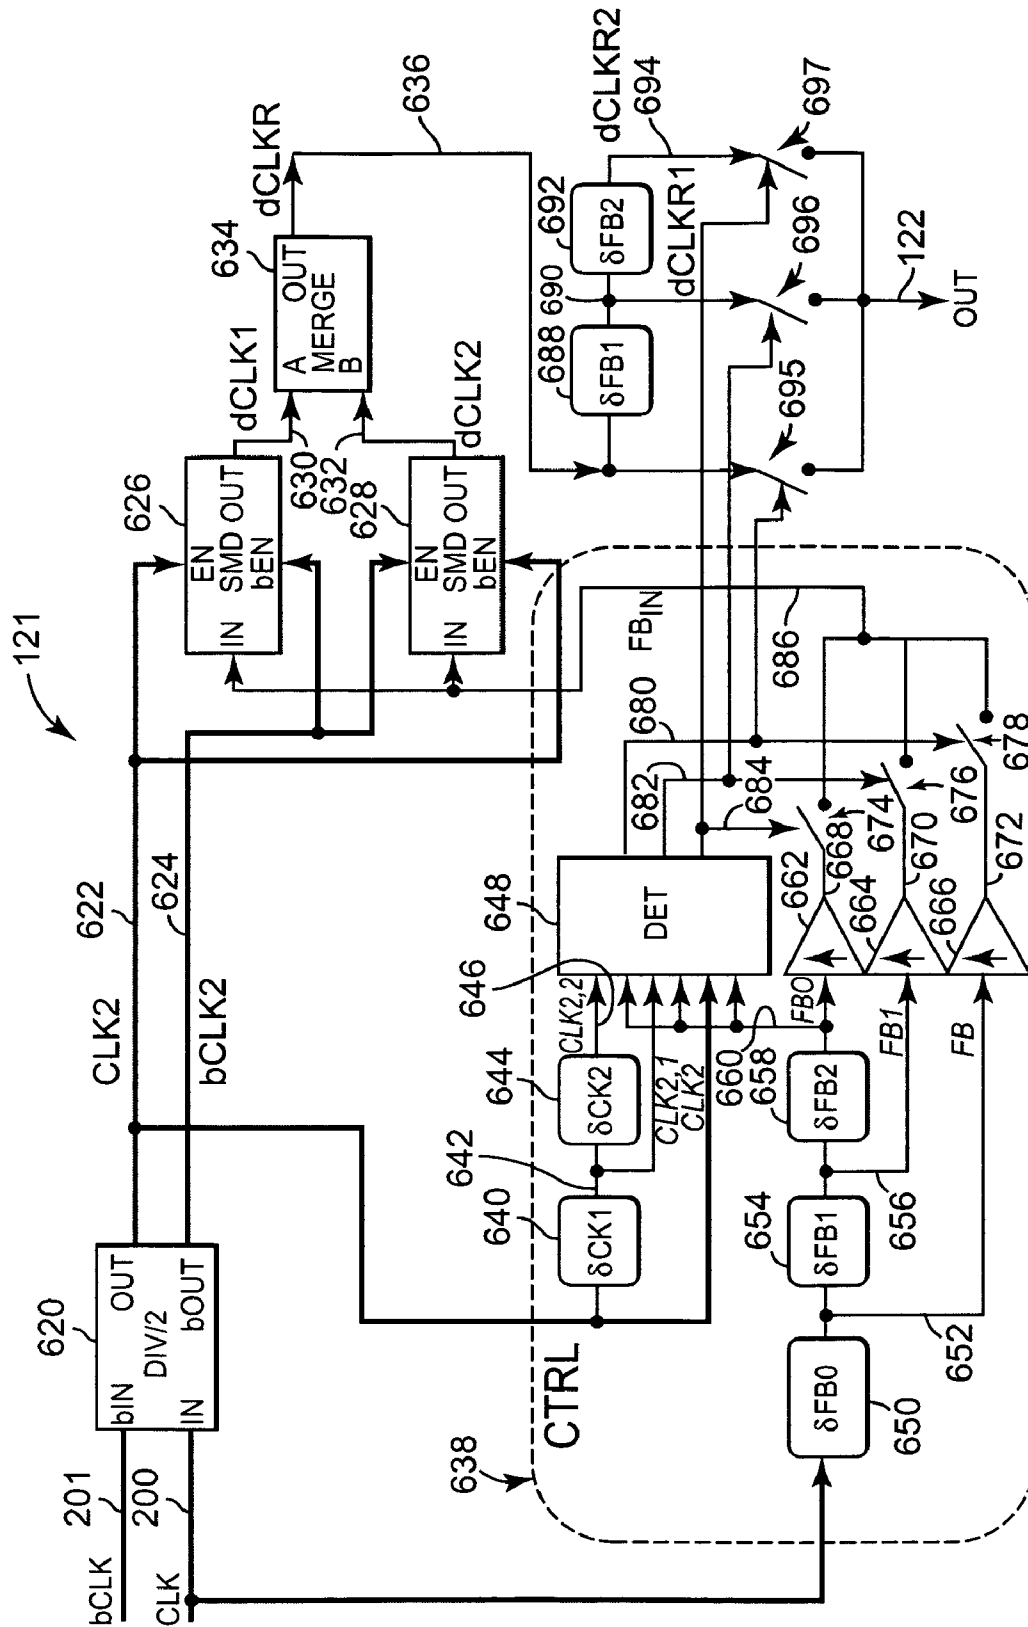 121
bCLK
201
CLK
200
620
bIN
OUT
DIV/2
IN
bOUT
CLK2
622
624
bCLK2
626
EN
SMD
IN
OUT
bEN
628
EN
SMD
IN
OUT
bEN
dCLK1
630
632
dCLK2
634
A
OUT
MERGE
B
dCLKR
636
638
CTRL
640
δCK1
642
644
δCK2
646
CLK2,2
CLK2,1
CLK2
648
DET
650
δFB0
652
654
δFB1
656
658
δFB2
660
FB0
FB1
FB
662
664
666
668
670
672
674
676
678
680
682
684
FBIN
686
688
δFB1
690
692
δFB2
dCLKR2
694
dCLKR1
695
696
697
122
OUT